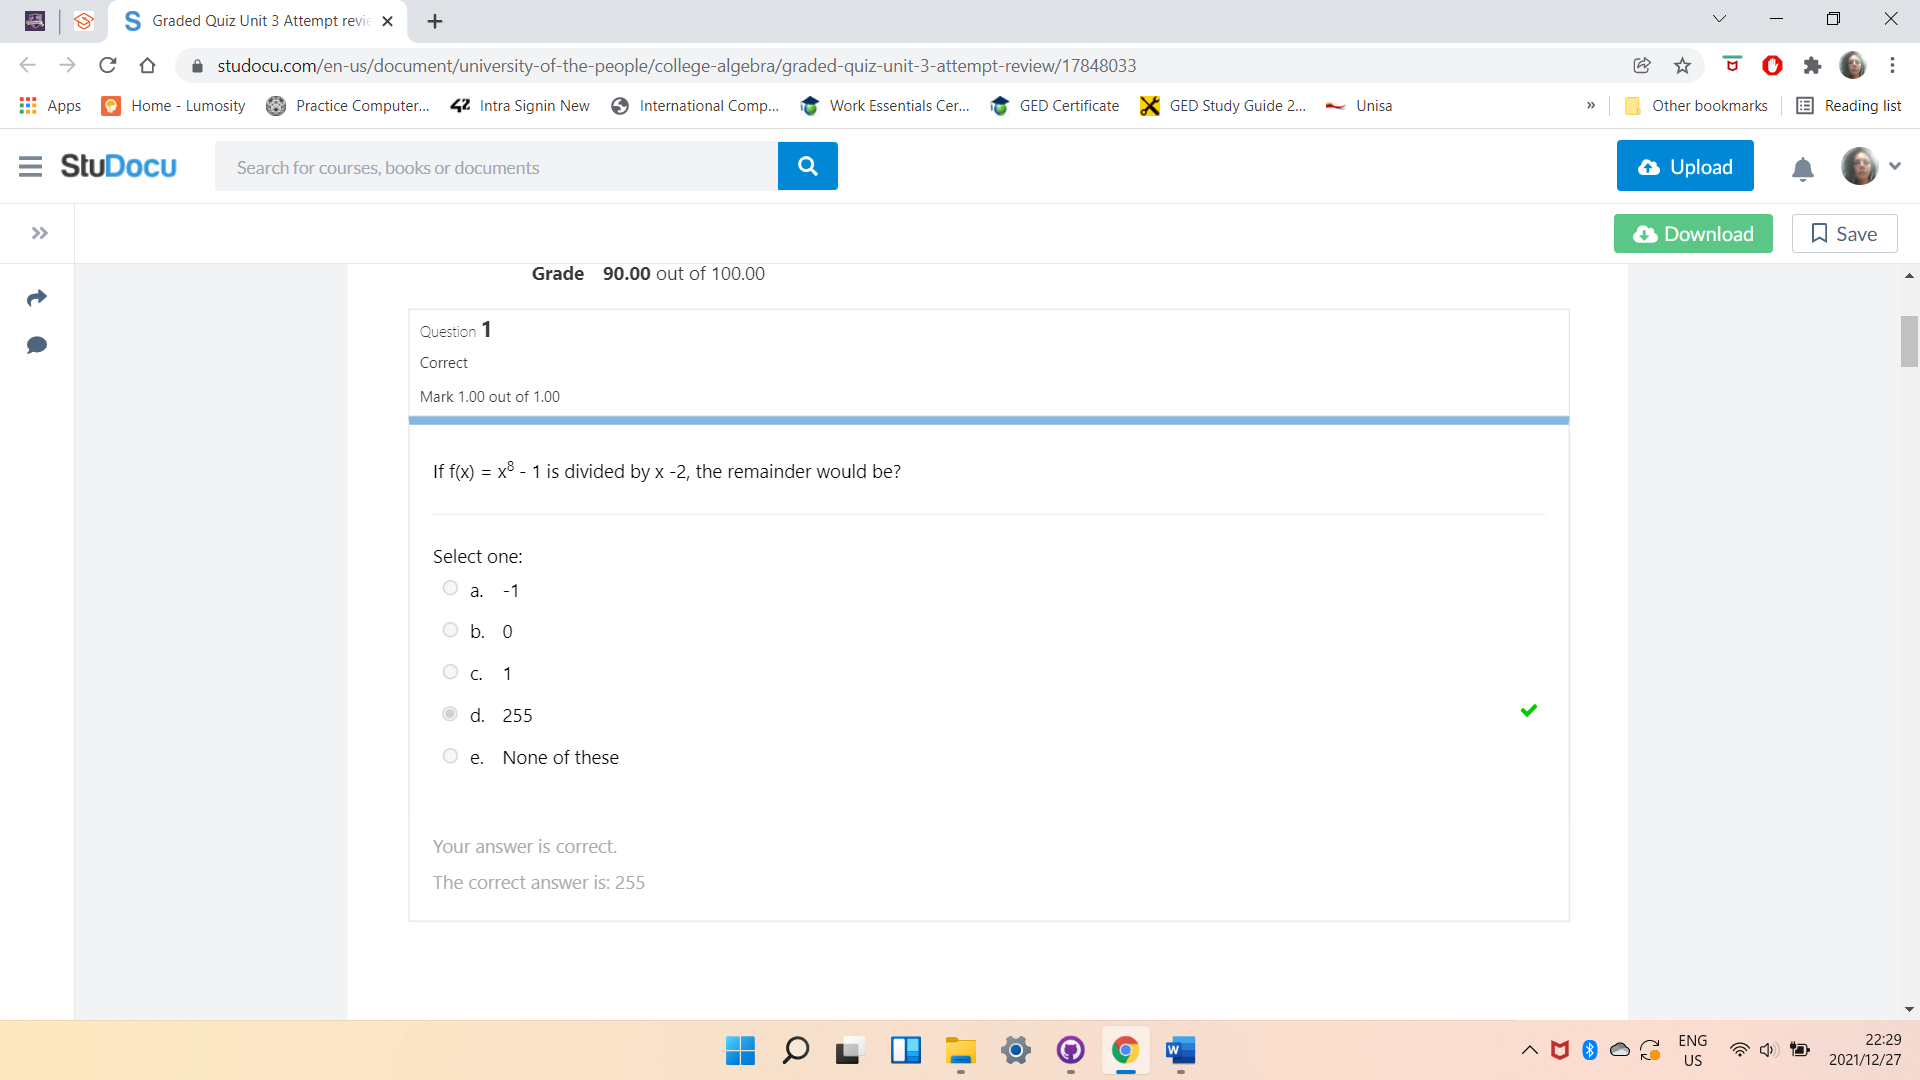 Graded Quiz Unit 3 Attempt revie
studocu.com/en-us/document/university-of-the-people/college-algebra/graded-quiz-unit-3-attempt-review/17848033
Apps Home - Lumosity Practice Computer... 42 Intra Signin New International Comp... Work Essentials Cer... GED Certificate GED Study Guide 2... Unisa » Other bookmarks Reading list
StuDocu Search for courses, books or documents Upload
Download Save
Grade 90.00 out of 100.00
Question 1
Correct
Mark 1.00 out of 1.00
If f(x) = x⁸ - 1 is divided by x -2, the remainder would be?
Select one:
a. -1
b. 0
c. 1
d. 255
e. None of these
Your answer is correct.
The correct answer is: 255
ENG 22:29
US 2021/12/27